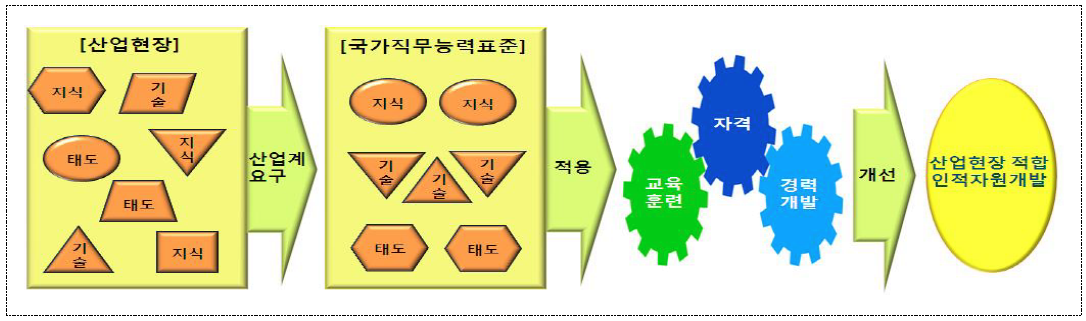 [산업현장]
지식
기
술
태도
지
식
태도
기
술
지식
산업계
요구
[국가직무능력표준]
지식
지식
기
술
기
술
기
술
태도
태도
적용
자격
교육
훈련
경력
개발
개선
산업현장 적합
인적자원개발